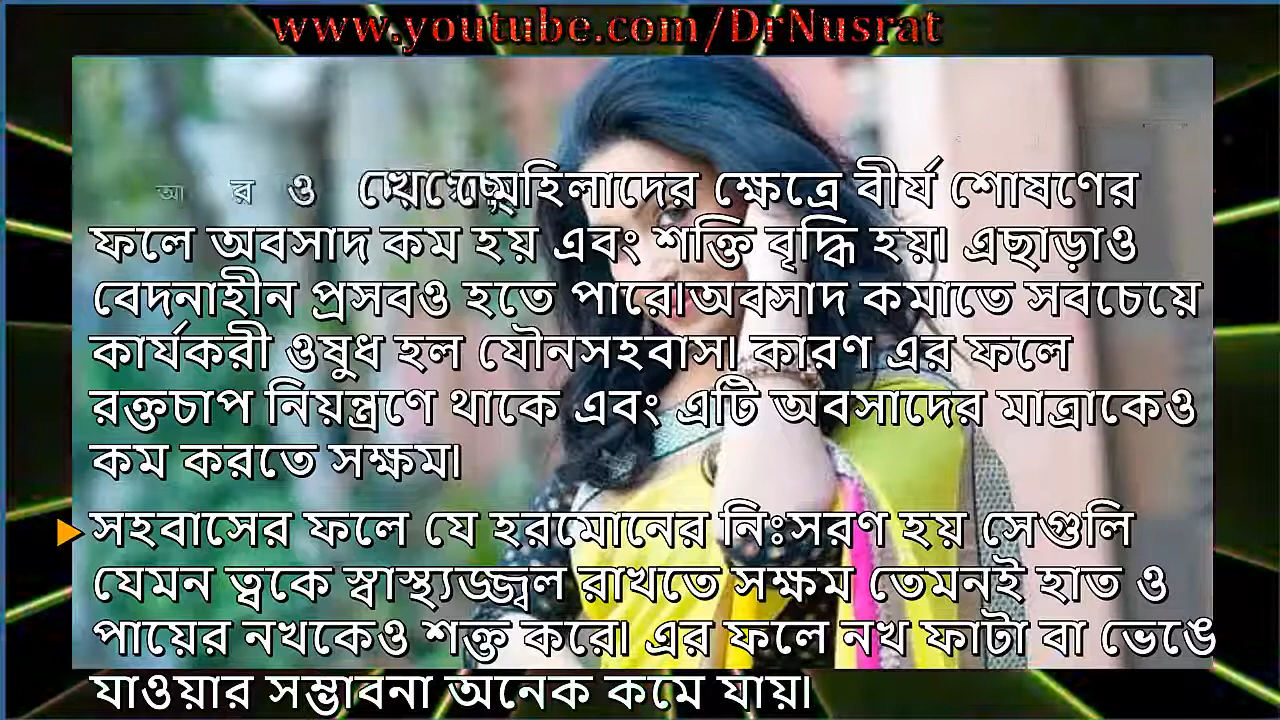 www.youtube.com/DrNusrat
র ও মহিলাদের ক্ষেত্রে বীর্য শোষণের
ফলে অবসাদ কম হয় এবং শক্তি বৃদ্ধি হয়। এছাড়াও
বেদনাহীন প্রসবও হতে পারে।অবসাদ কমাতে সবচেয়ে
কার্যকরী ওষুধ হল যৌনসহবাস। কারণ এর ফলে
রক্তচাপ নিয়ন্ত্রণে থাকে এবং এটি অবসাদের মাত্রাকেও
কম করতে সক্ষম।
সহবাসের ফলে যে হরমোনের নিঃসরণ হয় সেগুলি
যেমন ত্বকে স্বাস্থ্যজ্জ্বল রাখতে সক্ষম তেমনই হাত ও
পায়ের নখকেও শক্ত করে। এর ফলে নখ ফাটা বা ভেঙে
যাওয়ার সম্ভাবনা অনেক কমে যায়।